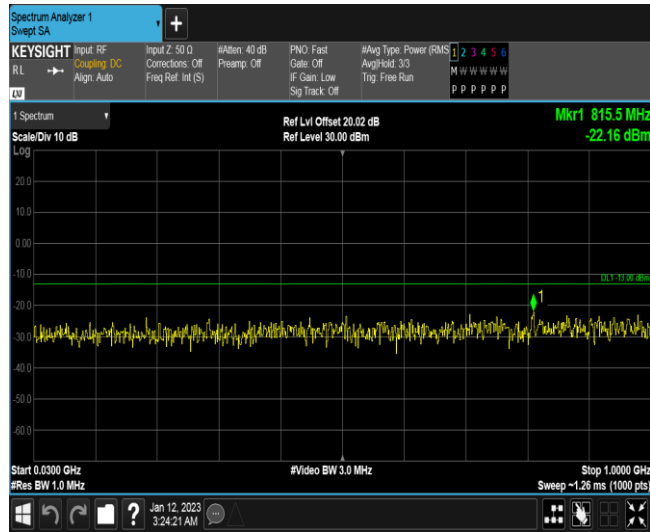 Spectrum Analyzer 1
Swept SA
+
KEYSIGHT
RL
LXI
Input: RF
Coupling: DC
Align: Auto
Input Z: 50 Ω
Corrections: Off
Freq Ref: Int (S)
#Atten: 40 dB
Preamp: Off
PNO: Fast
Gate: Off
IF Gain: Low
Sig Track: Off
#Avg Type: Power (RMS
Avg|Hold: 3/3
Trig: Free Run
1 2 3 4 5 6
M W W W W W
P P P P P P
1 Spectrum
Scale/Div 10 dB
Log
Ref Lvl Offset 20.02 dB
Ref Level 30.00 dBm
Mkr1 815.5 MHz
-22.16 dBm
20.0
10.0
0.00
-10.0
DL1 -13.00 dBm
1
-20.0
-30.0
-40.0
-50.0
-60.0
Start 0.0300 GHz
#Video BW 3.0 MHz
Stop 1.0000 GHz
#Res BW 1.0 MHz
Sweep ~1.26 ms (1000 pts)
?
Jan 12, 2023
3:24:21 AM